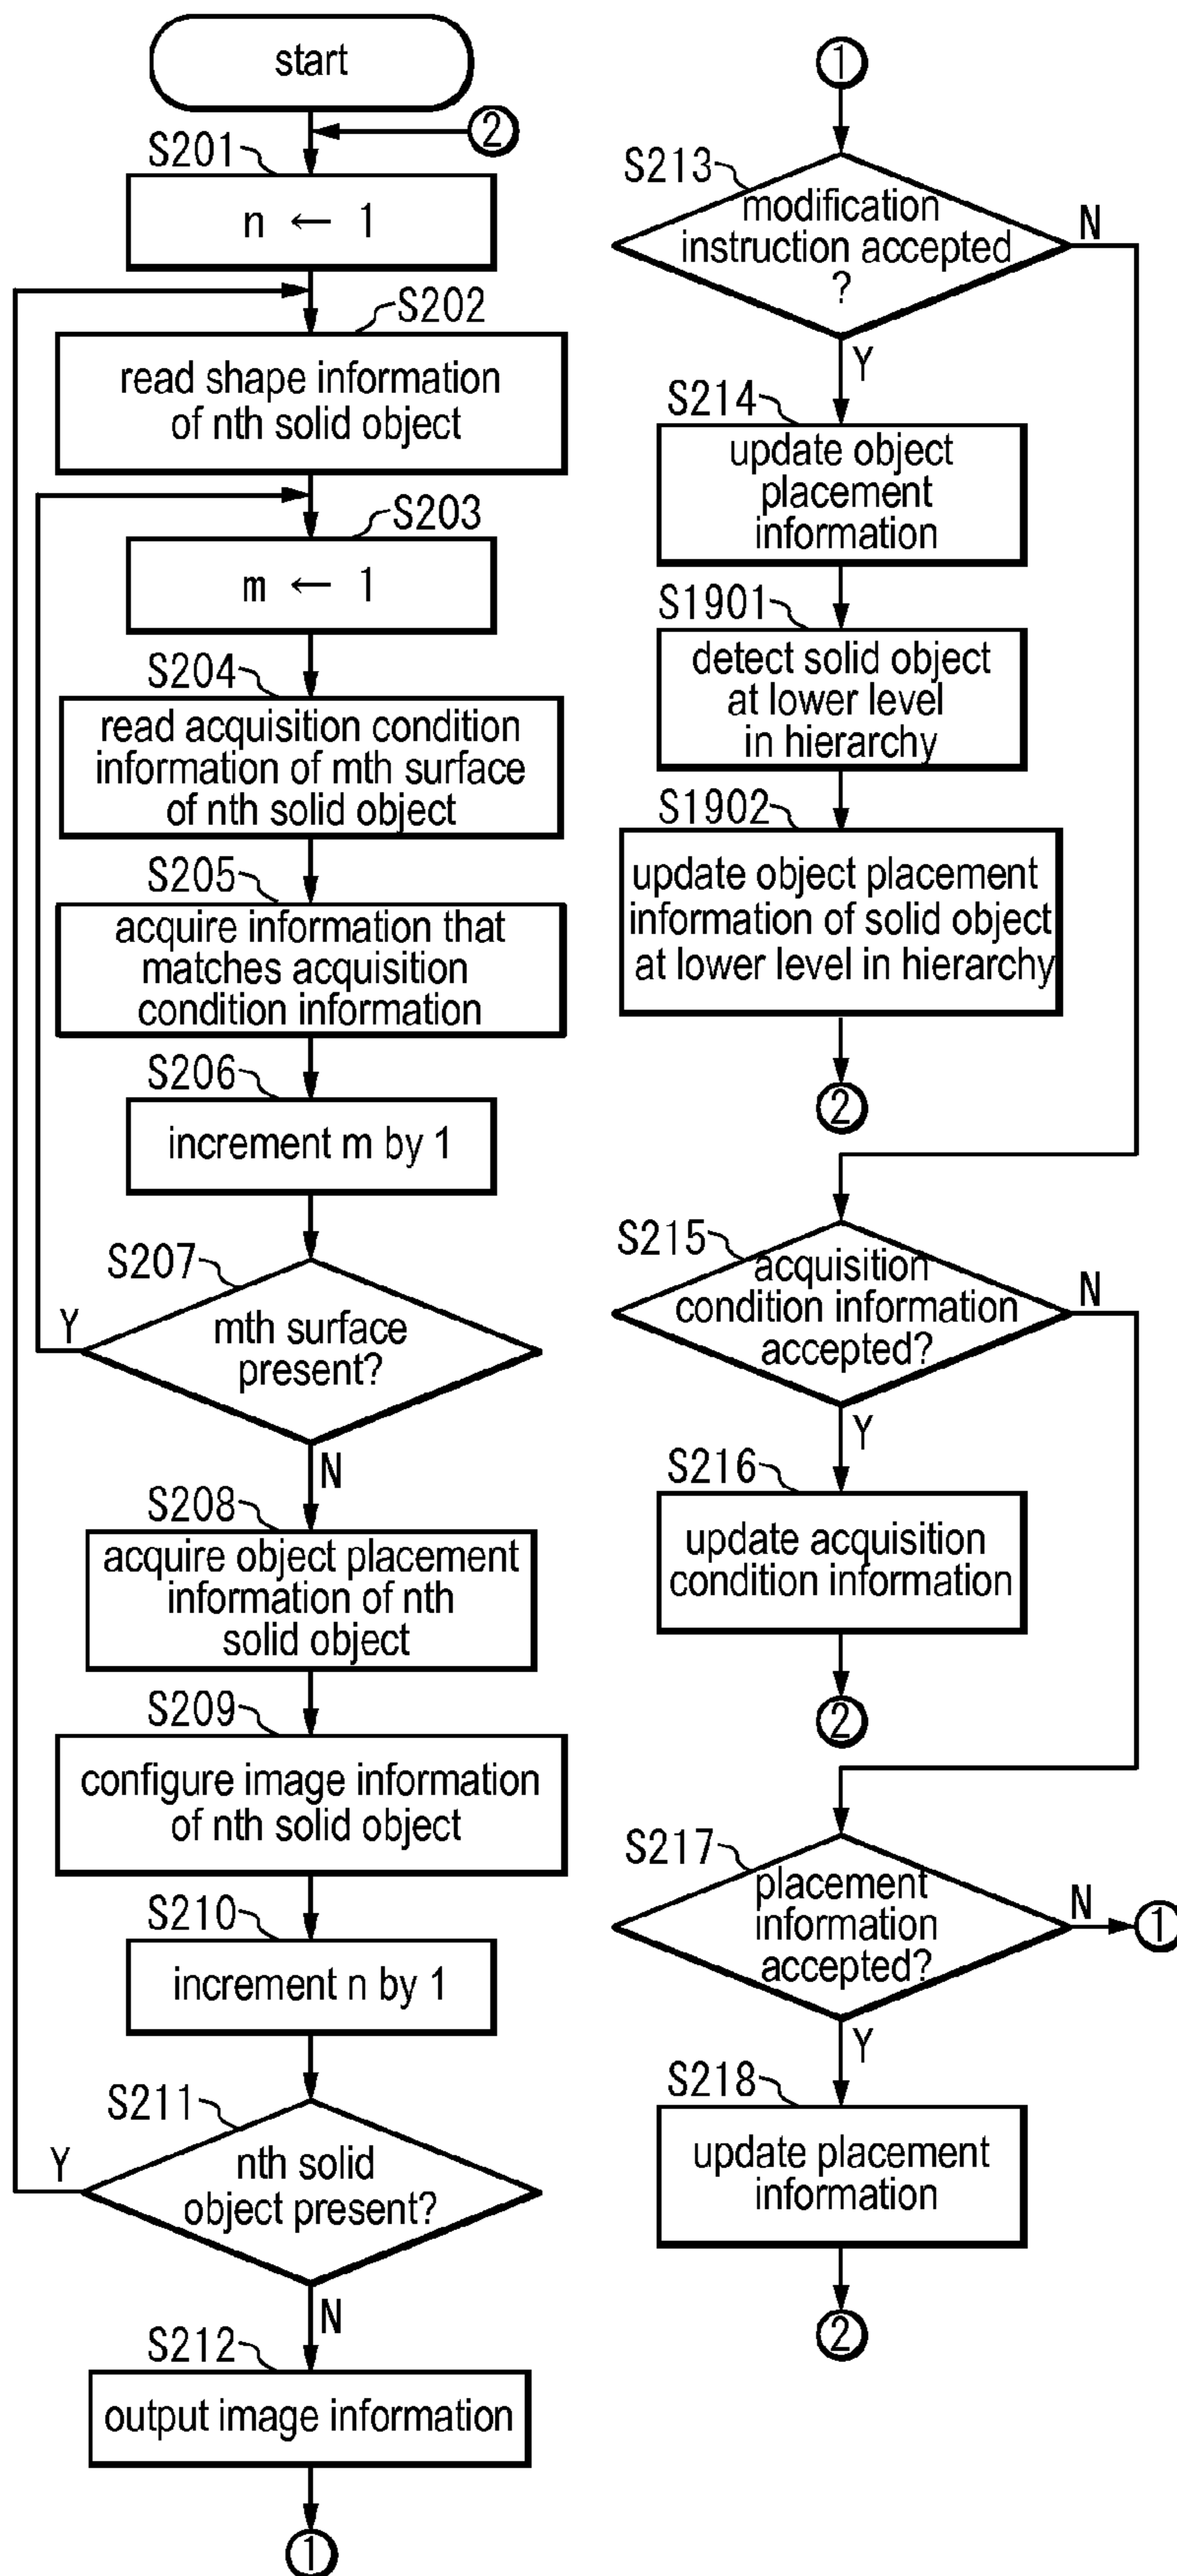 start
2
S201
n ← 1
S202
read shape information
of nth solid object
S203
m ← 1
S204
read acquisition condition
information of mth surface
of nth solid object
S205
acquire information that
matches acquisition
condition information
S206
increment m by 1
S207
mth surface
present?
Y
N
S208
acquire object placement
information of nth
solid object
S209
configure image information
of nth solid object
S210
increment n by 1
S211
nth solid
object present?
Y
N
S212
output image information
1
1
S213
modification
instruction accepted
?
N
Y
S214
update object
placement
information
S1901
detect solid object
at lower level
in hierarchy
S1902
update object placement
information of solid object
at lower level in hierarchy
2
S215
acquisition
condition information
accepted?
N
Y
S216
update acquisition
condition information
2
S217
placement
information
accepted?
N
1
Y
S218
update placement
information
2